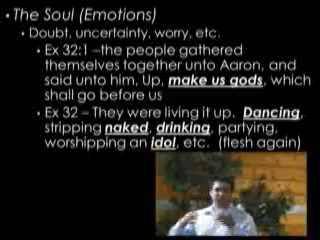 • The Soul (Emotions)
• Doubt, uncertainty, worry, etc.
• Ex 32:1 –the people gathered
themselves together unto Aaron, and
said unto him, Up, make us gods, which
shall go before us
• Ex 32 – They were living it up. Dancing,
stripping naked, drinking, partying,
worshipping an idol, etc. (flesh again)